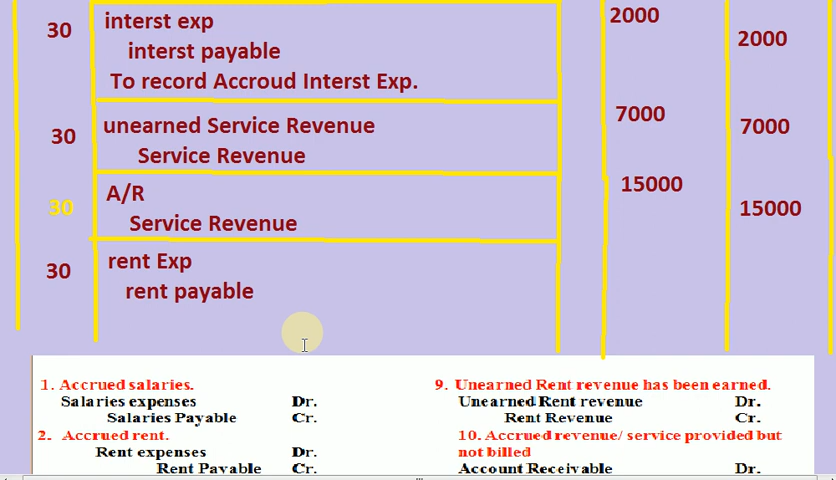 30 interst exp 2000
interst payable 2000
To record Accroud Interst Exp.
30 unearned Service Revenue 7000
Service Revenue 7000
30 A/R 15000
Service Revenue 15000
30 rent Exp
rent payable
1. Accrued salaries.
Salaries expenses Dr.
Salaries Payable Cr.
2. Accrued rent.
Rent expenses Dr.
Rent Payable Cr.
9. Unearned Rent revenue has been earned.
Unearned Rent revenue Dr.
Rent Revenue Cr.
10. Accrued revenue/ service provided but
not billed
Account Receivable Dr.